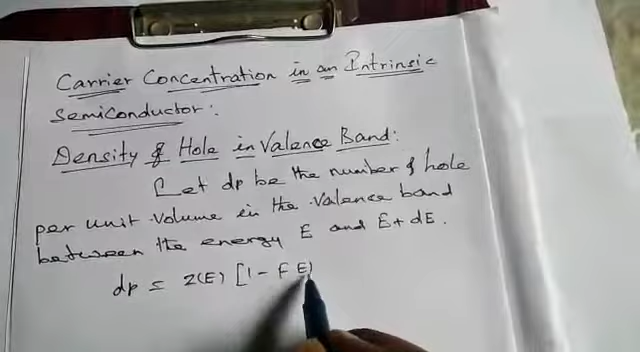 Carrier Concentration in an Intrinsic
Semiconductor:
Density of Hole in Valence Band:
Let dp be the number of hole
per unit volume in the valence band
between the energy E and E + dE.
dp = Z(E) [1 - F E)